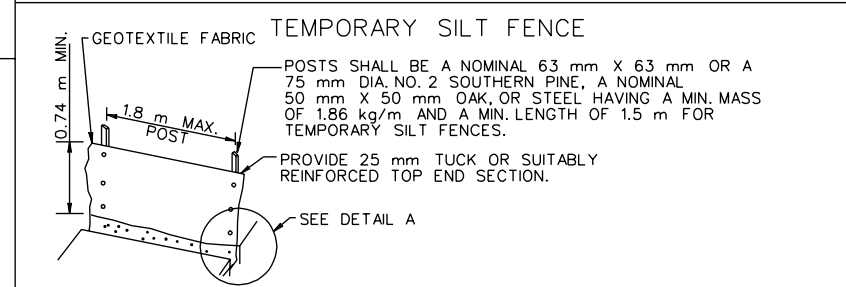 TEMPORARY SILT FENCE
GEOTEXTILE FABRIC
0.74 m MIN.
1.8 m MAX.
POST
POSTS SHALL BE A NOMINAL 63 mm X 63 mm OR A
75 mm DIA. NO. 2 SOUTHERN PINE, A NOMINAL
50 mm X 50 mm OAK, OR STEEL HAVING A MIN. MASS
OF 1.86 kg/m AND A MIN. LENGTH OF 1.5 m FOR
TEMPORARY SILT FENCES.
PROVIDE 25 mm TUCK OR SUITABLY
REINFORCED TOP END SECTION.
SEE DETAIL A